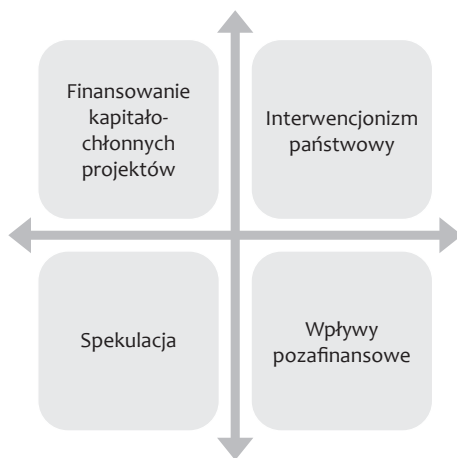 Finansowanie
kapitało-
chłonnych
projektów
Interwencjonizm
państwowy
Spekulacja
Wpływy
pozafinansowe